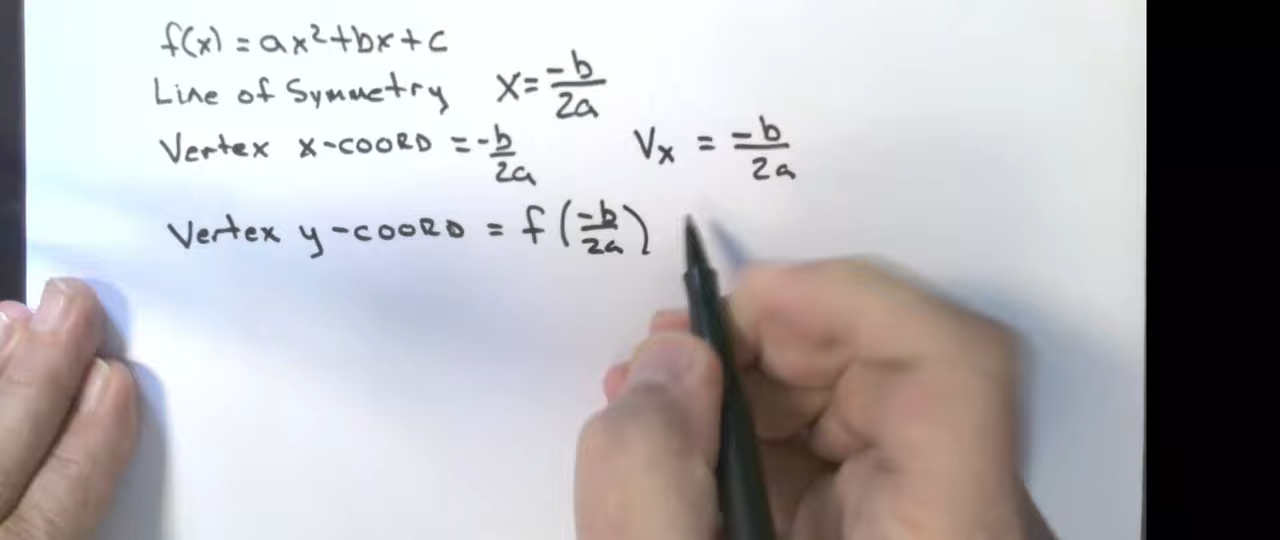 f(x) = ax²+bx+c
Line of Symmetry X = -b/2a
Vertex x-COORD = -b/2a Vx = -b/2a
Vertex y-COORD = f(-b/2a)